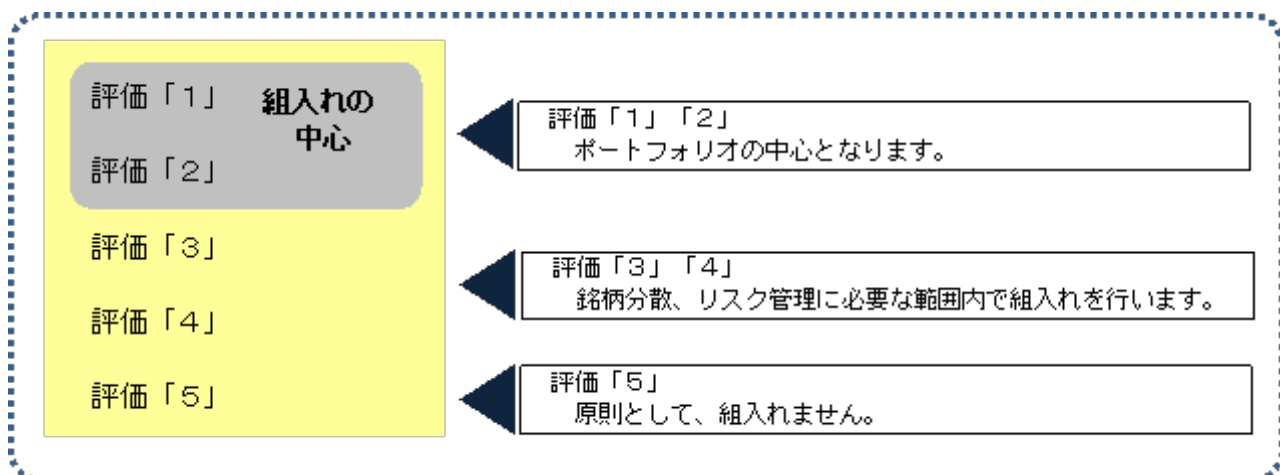 評価「1」
組入れの
中心
評価「2」
評価「3」
評価「4」
評価「5」
評価「1」「2」
ポートフォリオの中心となります。
評価「3」「4」
銘柄分散、リスク管理に必要な範囲内で組入れを行います。
評価「5」
原則として、組入れません。